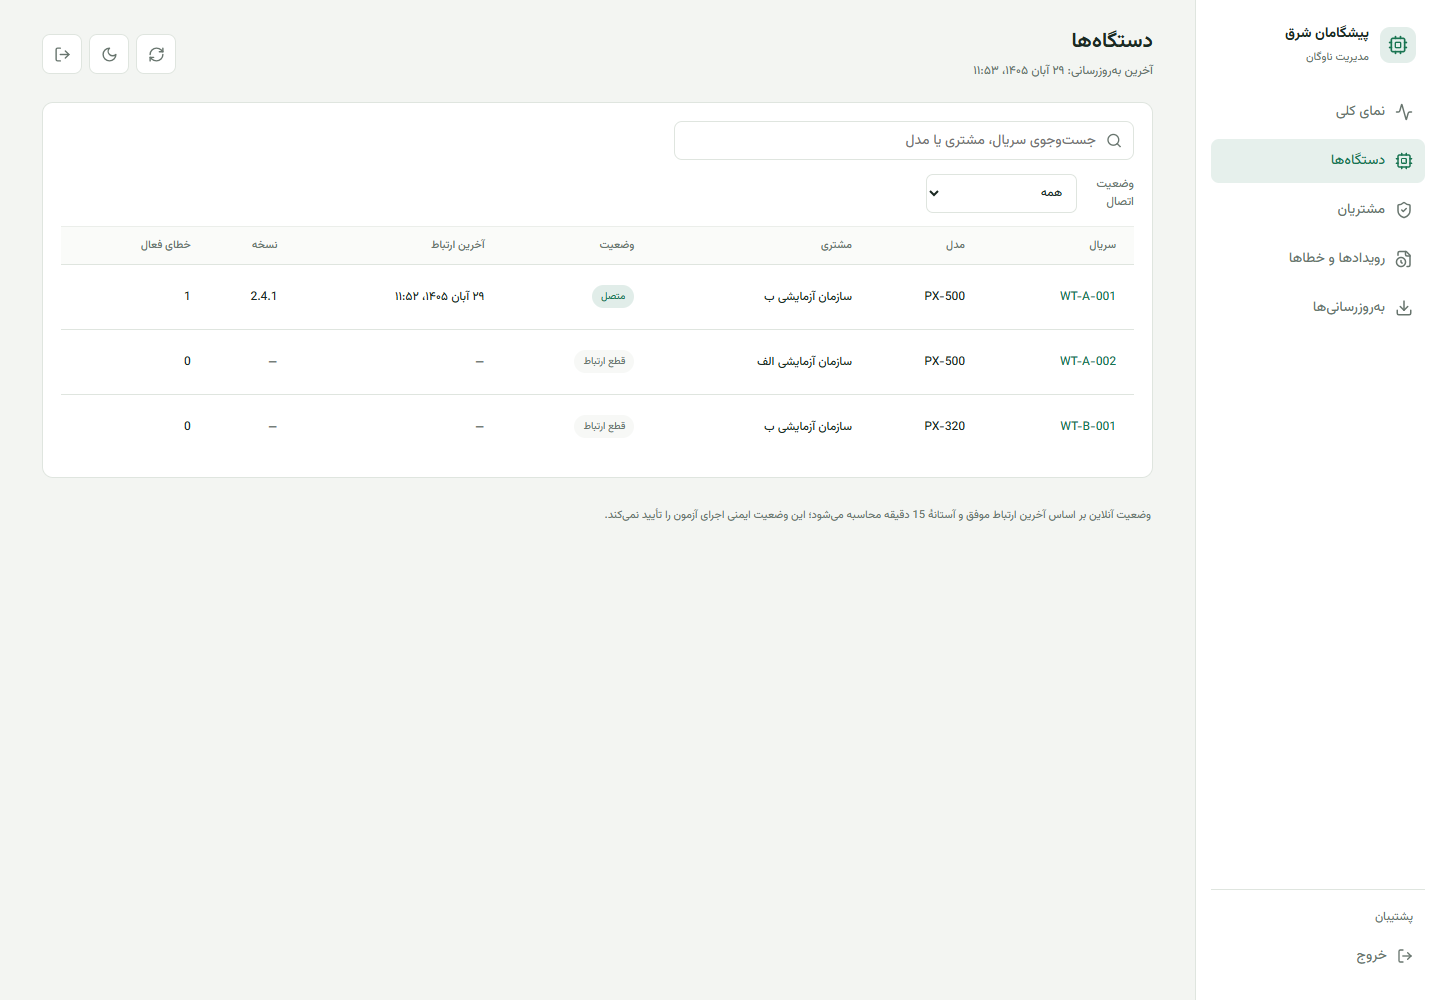 پیشگامان شرق
مدیریت ناوگان
نمای کلی
دستگاه‌ها
مشتریان
رویدادها و خطاها
به‌روزرسانی‌ها
پشتیبان
خروج
دستگاه‌ها
آخرین به‌روزرسانی: ۲۹ آبان ۱۴۰۵، ۱۱:۵۳
جست‌وجوی سریال، مشتری یا مدل
وضعیت
اتصال
همه
سریال مدل مشتری وضعیت آخرین ارتباط نسخه خطای فعال
WT-A-001 PX-500 سازمان آزمایشی ب متصل ۲۹ آبان ۱۴۰۵، ۱۱:۵۲ 2.4.1 1
WT-A-002 PX-500 سازمان آزمایشی الف قطع ارتباط — — 0
WT-B-001 PX-320 سازمان آزمایشی ب قطع ارتباط — — 0
وضعیت آنلاین بر اساس آخرین ارتباط موفق و آستانهٔ 15 دقیقه محاسبه می‌شود؛ این وضعیت ایمنی اجرای آزمون را تأیید نمی‌کند.